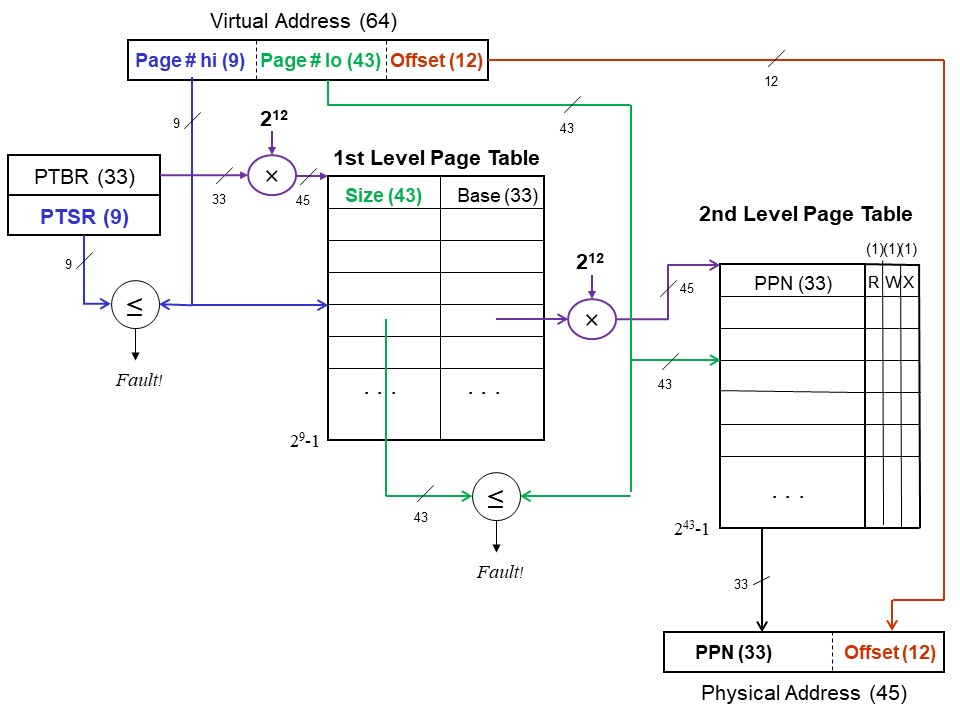 Virtual Address (64)
Page # hi (9) Page # lo (43) Offset (12)
12
9
2¹²
43
1st Level Page Table
PTBR (33)
×
33
45
Size (43) Base (33)
PTSR (9)
2nd Level Page Table
9
(1)(1)(1)
2¹²
PPN (33) R W X
45
≤
×
Fault!
43
. . . . . .
2⁹-1
≤
43
. . .
2⁴³-1
Fault!
33
PPN (33) Offset (12)
Physical Address (45)